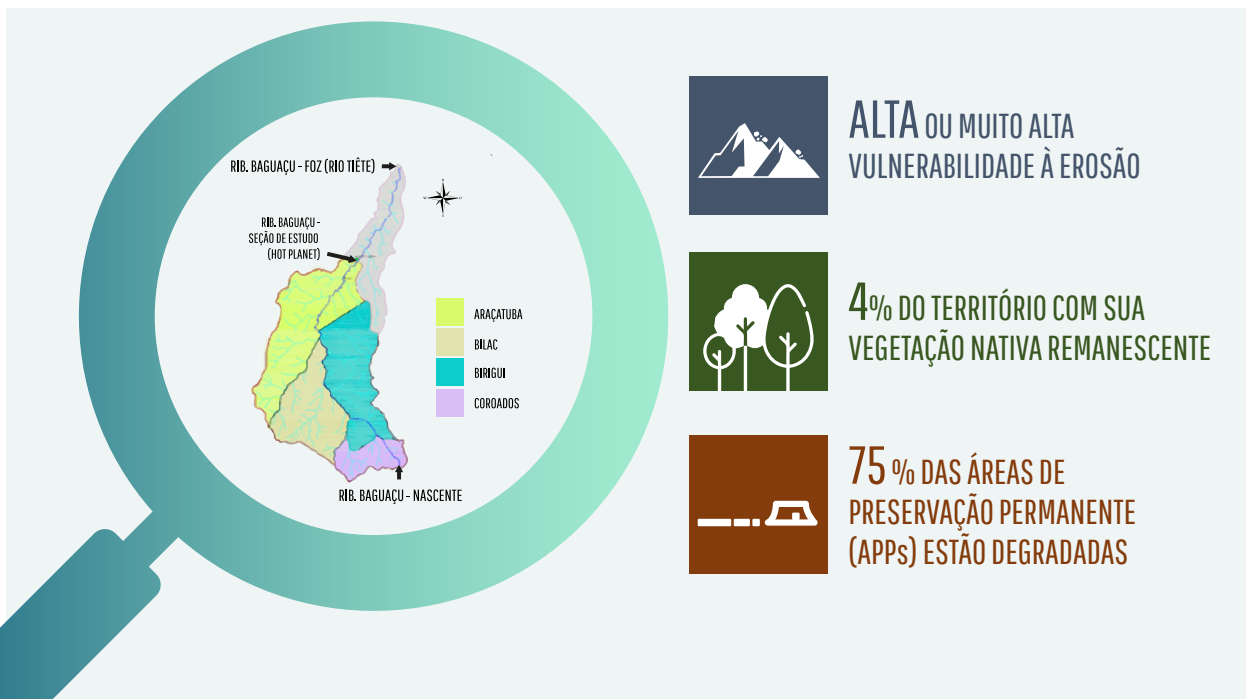 RIB. BAGUAÇU - FOZ (RIO TIÊTE)
RIB. BAGUAÇU -
SEÇÃO DE ESTUDO
(HOT PLANET)
ARAÇATUBA
BILAC
BIRIGUI
COROADOS
RIB. BAGUAÇU - NASCENTE
ALTA OU MUITO ALTA
VULNERABILIDADE À EROSÃO
4% DO TERRITÓRIO COM SUA
VEGETAÇÃO NATIVA REMANESCENTE
75 % DAS ÁREAS DE
PRESERVAÇÃO PERMANENTE
(APPs) ESTÃO DEGRADADAS